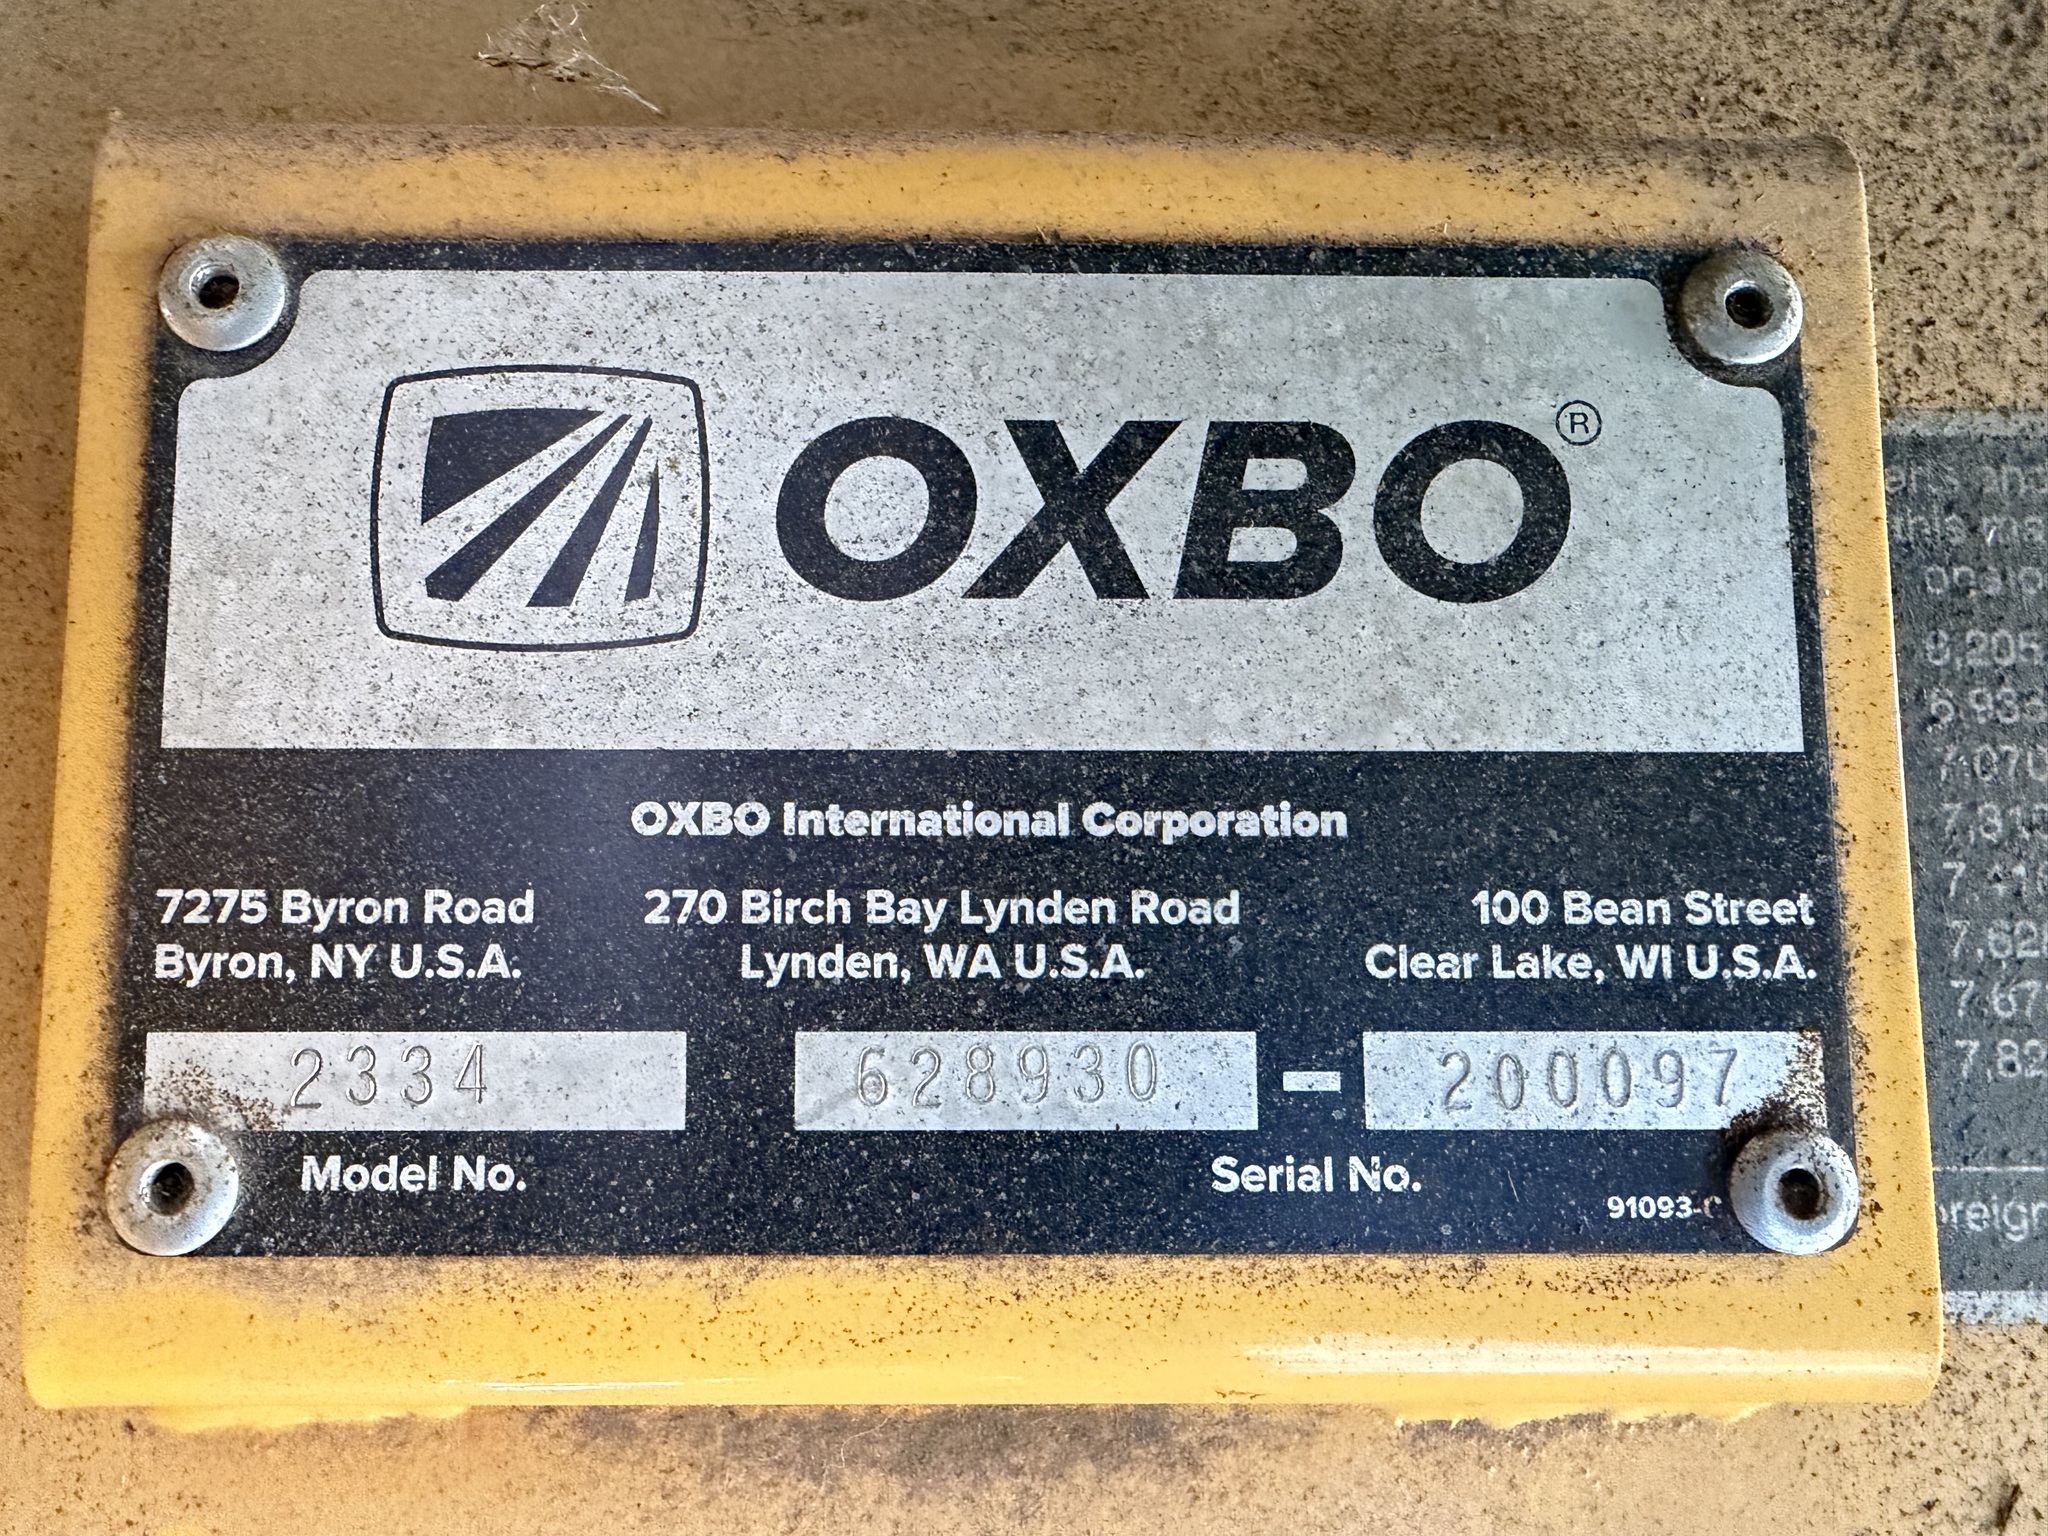 OXBO®
OXBO International Corporation
7275 Byron Road
Byron, NY U.S.A.
270 Birch Bay Lynden Road
Lynden, WA U.S.A.
100 Bean Street
Clear Lake, WI U.S.A.
2334
628930 - 200097
Model No.
Serial No.
91093-